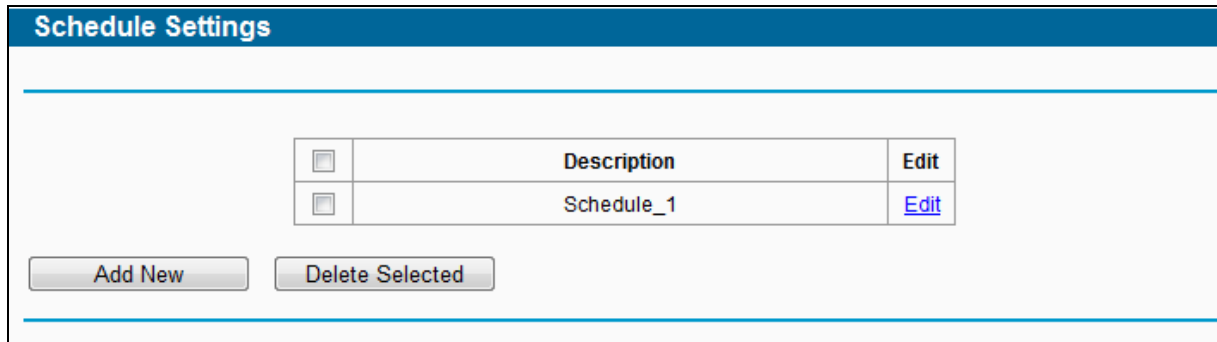 Schedule Settings
Description Edit
Schedule_1 Edit
Add New Delete Selected